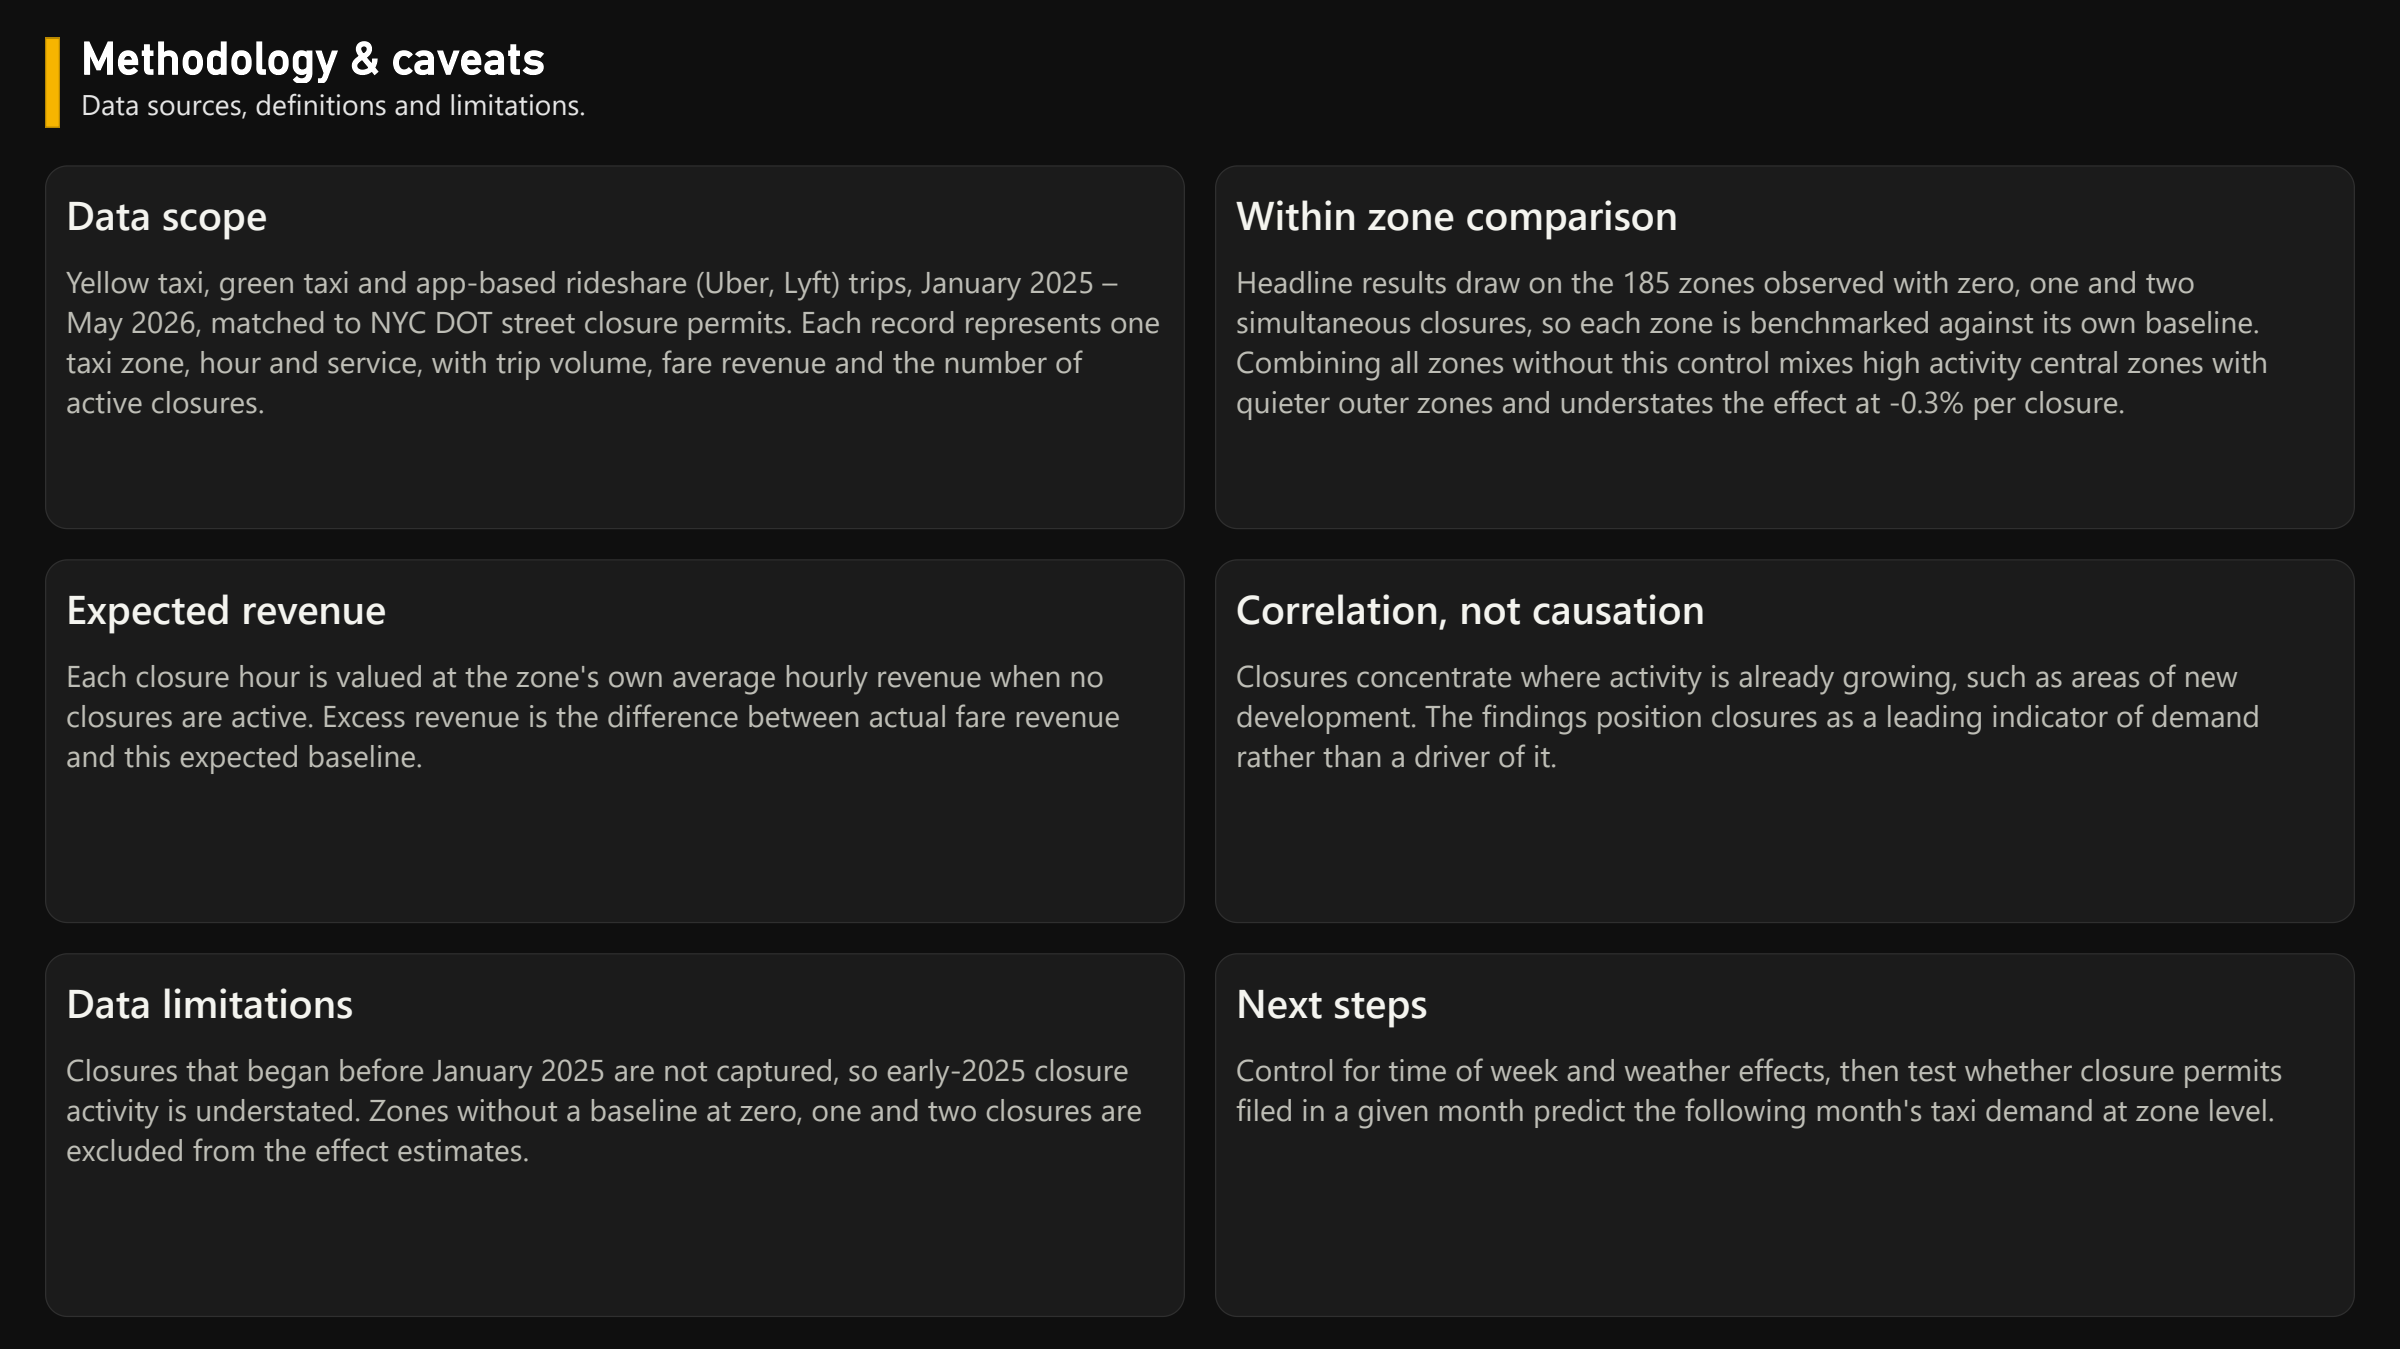 Methodology & caveats
Data sources, definitions and limitations.
Data scope
Yellow taxi, green taxi and app-based rideshare (Uber, Lyft) trips, January 2025 –
May 2026, matched to NYC DOT street closure permits. Each record represents one
taxi zone, hour and service, with trip volume, fare revenue and the number of
active closures.
Within zone comparison
Headline results draw on the 185 zones observed with zero, one and two
simultaneous closures, so each zone is benchmarked against its own baseline.
Combining all zones without this control mixes high activity central zones with
quieter outer zones and understates the effect at -0.3% per closure.
Expected revenue
Each closure hour is valued at the zone's own average hourly revenue when no
closures are active. Excess revenue is the difference between actual fare revenue
and this expected baseline.
Correlation, not causation
Closures concentrate where activity is already growing, such as areas of new
development. The findings position closures as a leading indicator of demand
rather than a driver of it.
Data limitations
Closures that began before January 2025 are not captured, so early-2025 closure
activity is understated. Zones without a baseline at zero, one and two closures are
excluded from the effect estimates.
Next steps
Control for time of week and weather effects, then test whether closure permits
filed in a given month predict the following month's taxi demand at zone level.